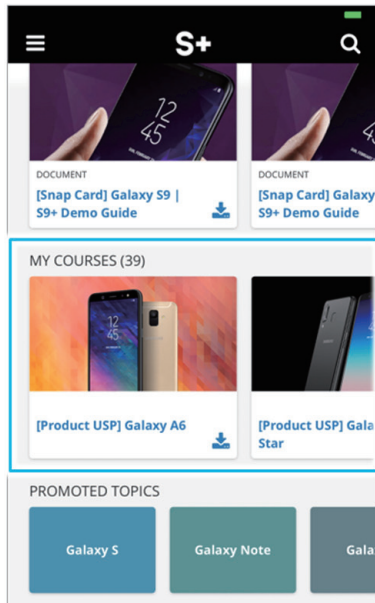 S+
12
45
DOCUMENT
DOCUMENT
[Snap Card] Galaxy S9 |
S9+ Demo Guide
[Snap Card] Galaxy
S9+ Demo Guide
MY COURSES (39)
12
45
[Product USP] Galaxy A6
[Product USP] Gala
Star
PROMOTED TOPICS
Galaxy S
Galaxy Note
Gala